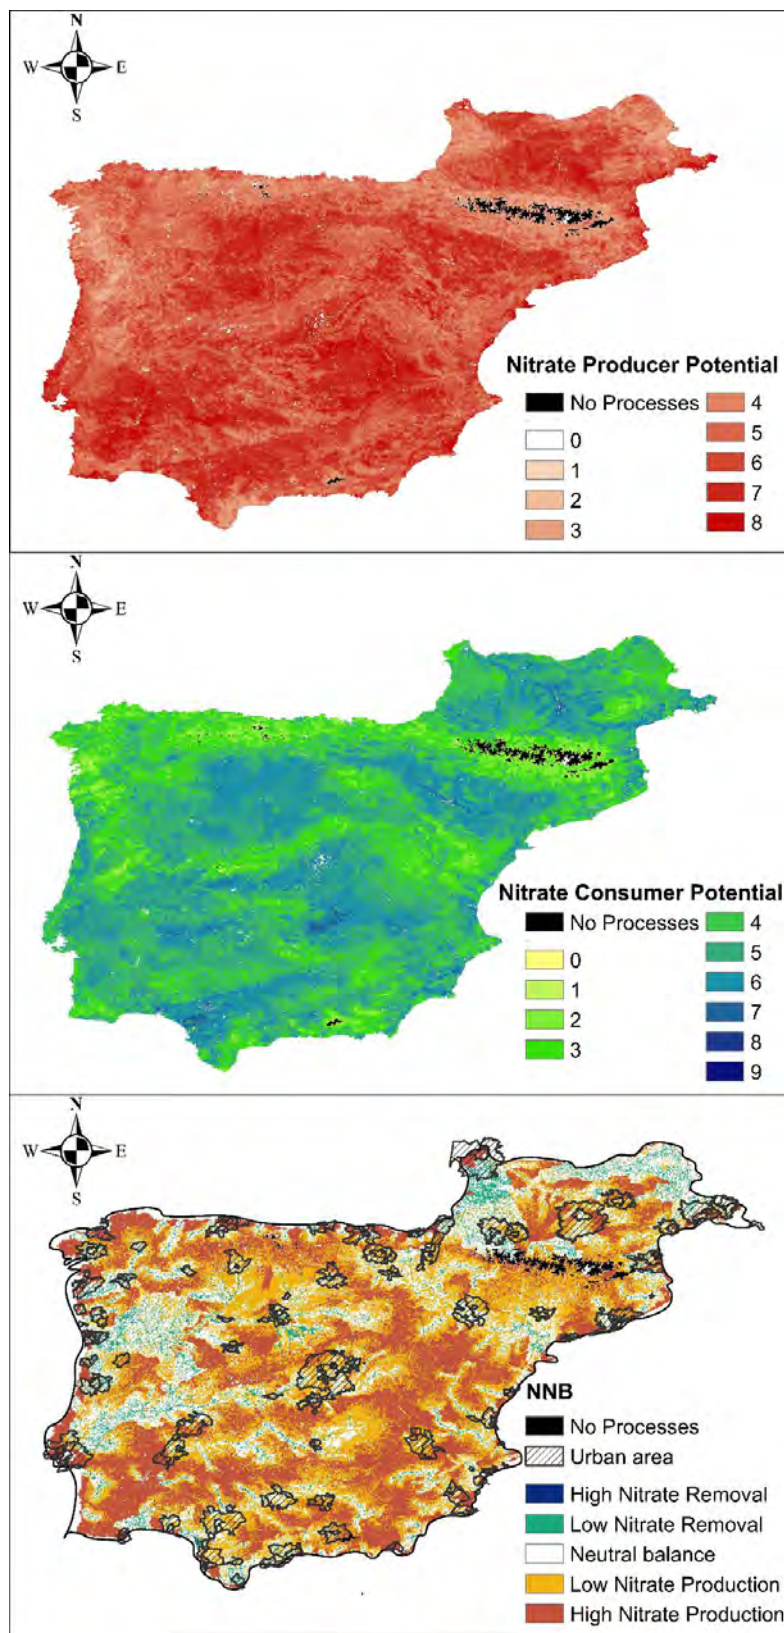 N
W E
S
Nitrate Producer Potential
No Processes
0
1
2
3
4
5
6
7
8
N
W E
S
Nitrate Consumer Potential
No Processes
0
1
2
3
4
5
6
7
8
9
N
W E
S
NNB
No Processes
Urban area
High Nitrate Removal
Low Nitrate Removal
Neutral balance
Low Nitrate Production
High Nitrate Production